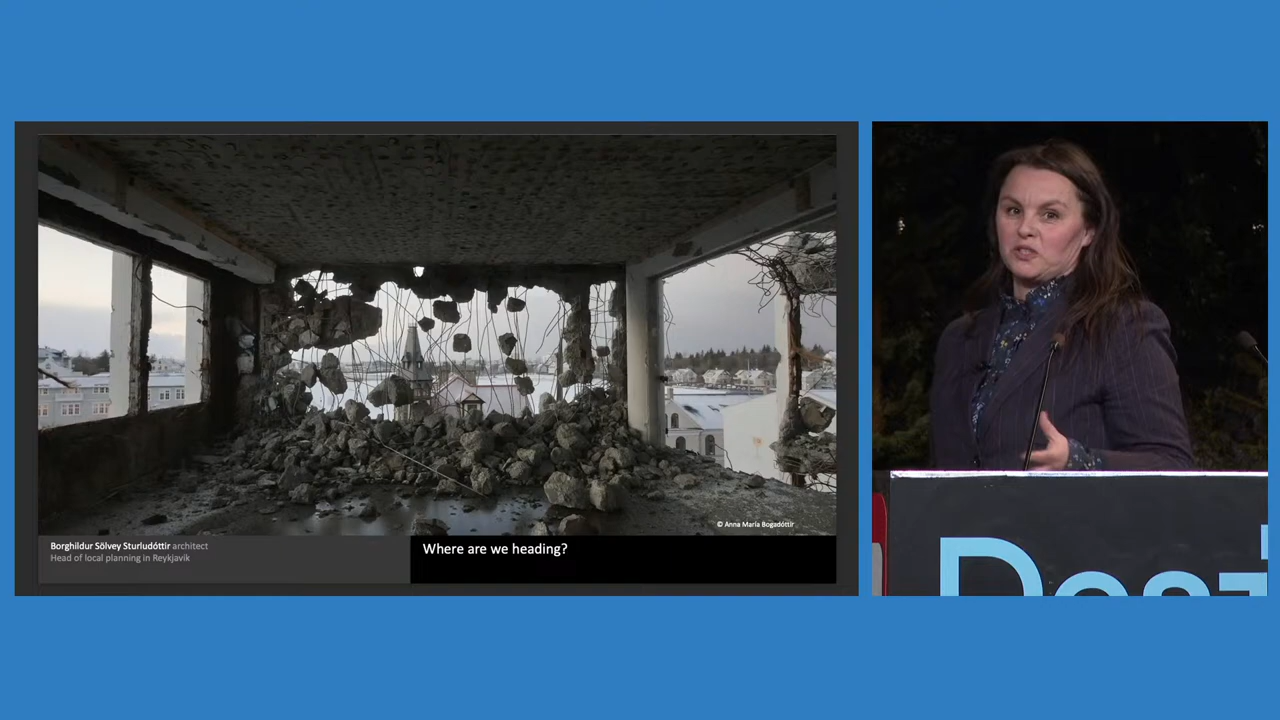 © Anna María Bogadóttir
Borghildur Sölvey Sturludóttir architect
Head of local planning in Reykjavík
Where are we heading?